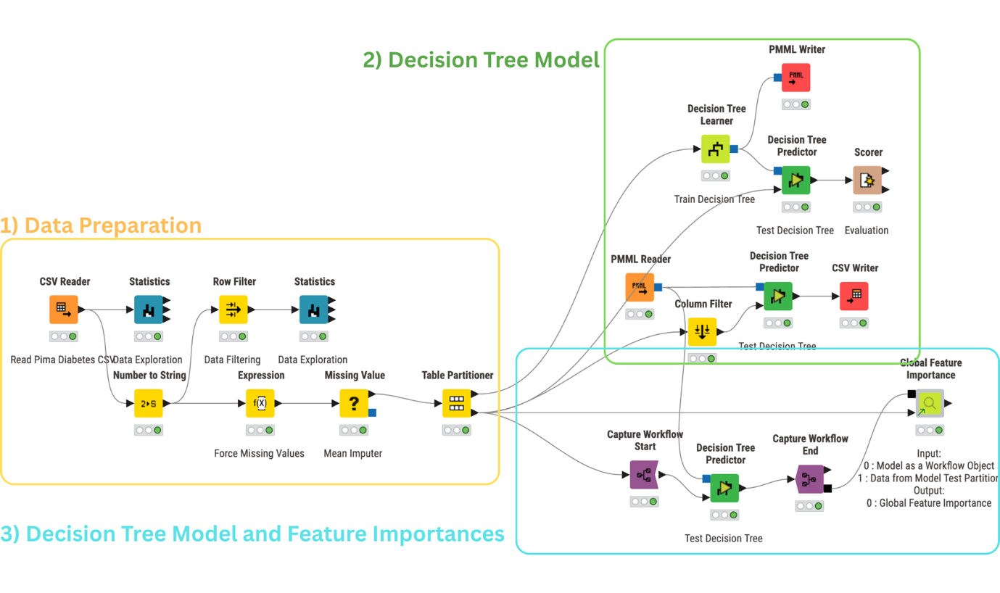 2) Decision Tree Model
PMML Writer
PMML
Decision Tree
Learner
Train Decision Tree
Decision Tree
Predictor
Test Decision Tree
Scorer
Evaluation
PMML Reader
PMML
Column Filter
Decision Tree
Predictor
Test Decision Tree
CSV Writer
1) Data Preparation
CSV Reader
Read Pima Diabetes CSV
Statistics
Data Exploration
Row Filter
Data Filtering
Statistics
Data Exploration
Number to String
2▸S
Expression
f(X)
Force Missing Values
Missing Value
?
Mean Imputer
Table Partitioner
3) Decision Tree Model and Feature Importances
Capture Workflow
Start
Decision Tree
Predictor
Test Decision Tree
Capture Workflow
End
Global Feature
Importance
Input:
0 : Model as a Workflow Object
1 : Data from Model Test Partition
Output:
0 : Global Feature Importance